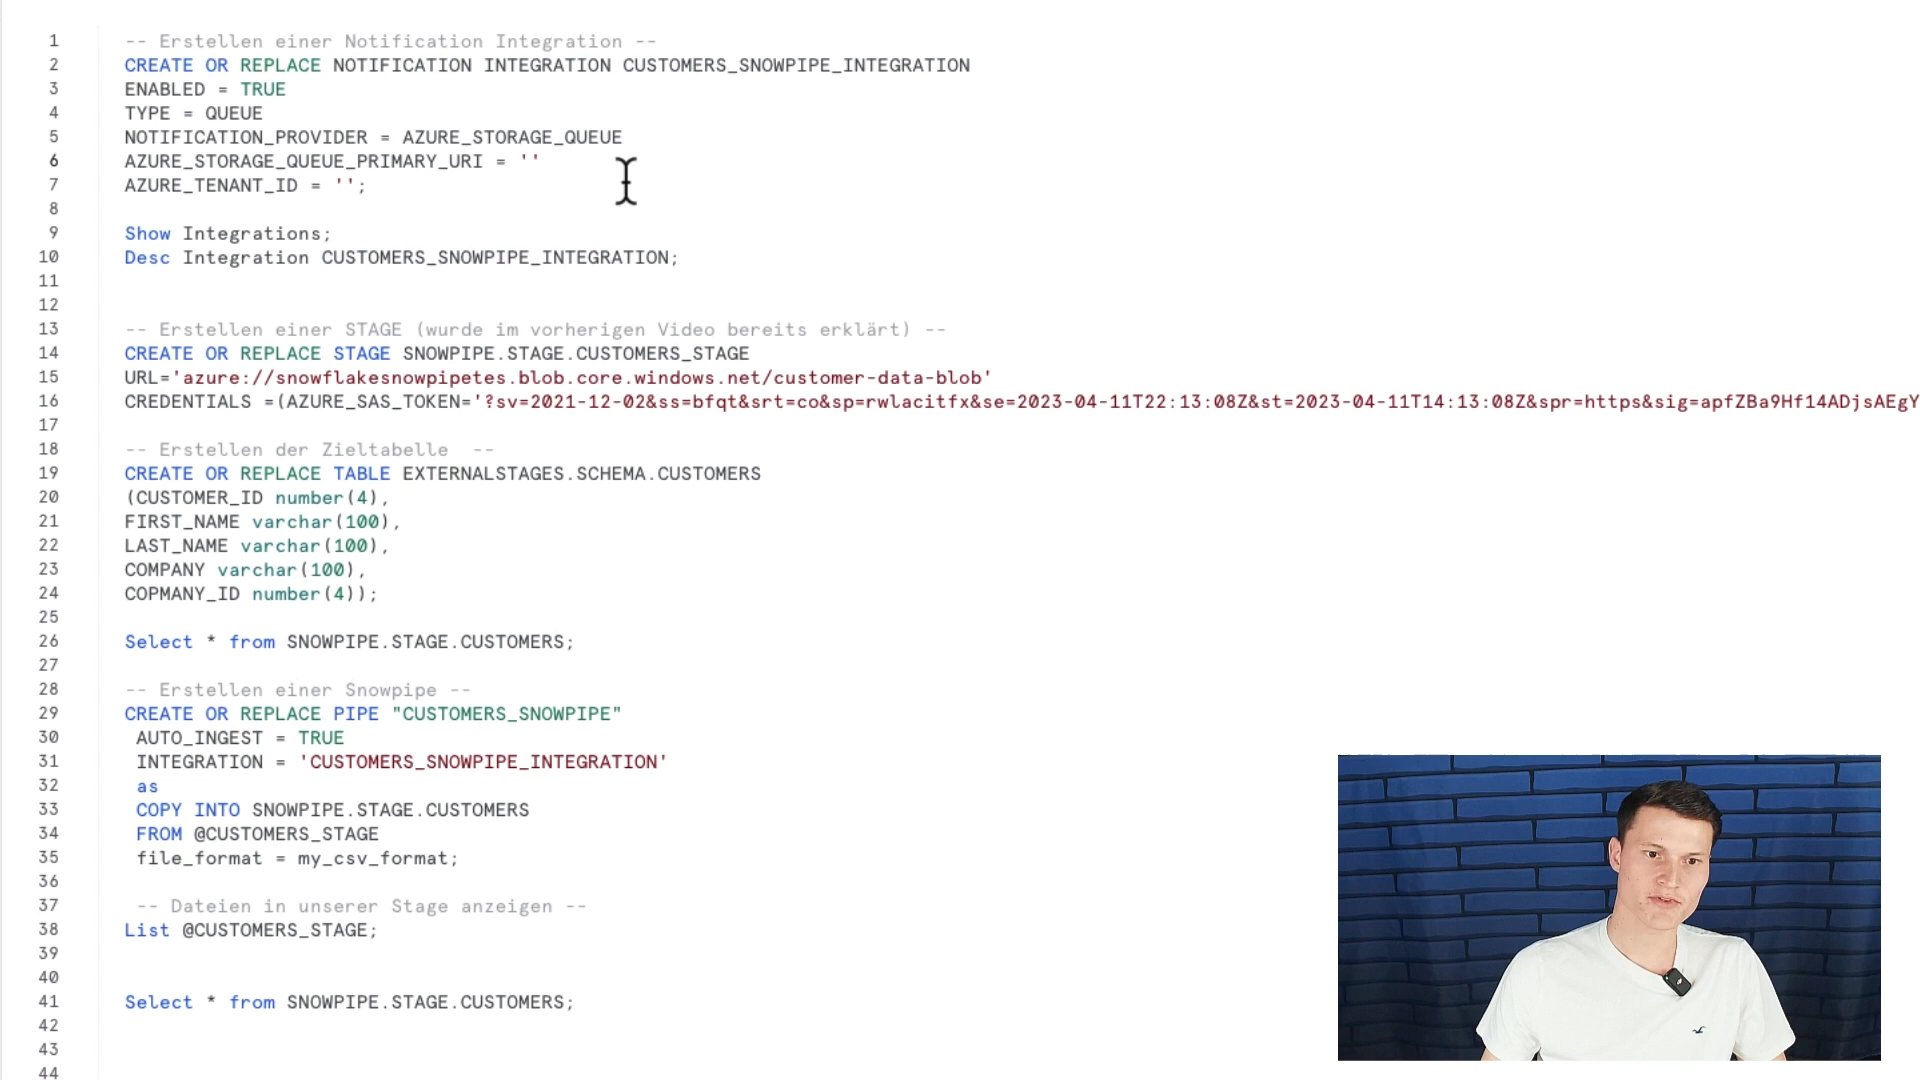 1 -- Erstellen einer Notification Integration --
2 CREATE OR REPLACE NOTIFICATION INTEGRATION CUSTOMERS_SNOWPIPE_INTEGRATION
3 ENABLED = TRUE
4 TYPE = QUEUE
5 NOTIFICATION_PROVIDER = AZURE_STORAGE_QUEUE
6 AZURE_STORAGE_QUEUE_PRIMARY_URI = ''
7 AZURE_TENANT_ID = '';
8
9 Show Integrations;
10 Desc Integration CUSTOMERS_SNOWPIPE_INTEGRATION;
11
12
13 -- Erstellen einer STAGE (wurde im vorherigen Video bereits erklärt) --
14 CREATE OR REPLACE STAGE SNOWPIPE.STAGE.CUSTOMERS_STAGE
15 URL='azure://snowflakesnowpipetes.blob.core.windows.net/customer-data-blob'
16 CREDENTIALS =(AZURE_SAS_TOKEN='?sv=2021-12-02&ss=bfqt&srt=co&sp=rwlacitfx&se=2023-04-11T22:13:08Z&st=2023-04-11T14:13:08Z&spr=https&sig=apfZBa9Hf14ADjsAEgY
17
18 -- Erstellen der Zieltabelle --
19 CREATE OR REPLACE TABLE EXTERNALSTAGES.SCHEMA.CUSTOMERS
20 (CUSTOMER_ID number(4),
21 FIRST_NAME varchar(100),
22 LAST_NAME varchar(100),
23 COMPANY varchar(100),
24 COPMANY_ID number(4));
25
26 Select * from SNOWPIPE.STAGE.CUSTOMERS;
27
28 -- Erstellen einer Snowpipe --
29 CREATE OR REPLACE PIPE "CUSTOMERS_SNOWPIPE"
30 AUTO_INGEST = TRUE
31 INTEGRATION = 'CUSTOMERS_SNOWPIPE_INTEGRATION'
32 as
33 COPY INTO SNOWPIPE.STAGE.CUSTOMERS
34 FROM @CUSTOMERS_STAGE
35 file_format = my_csv_format;
36
37 -- Dateien in unserer Stage anzeigen --
38 List @CUSTOMERS_STAGE;
39
40
41 Select * from SNOWPIPE.STAGE.CUSTOMERS;
42
43
44